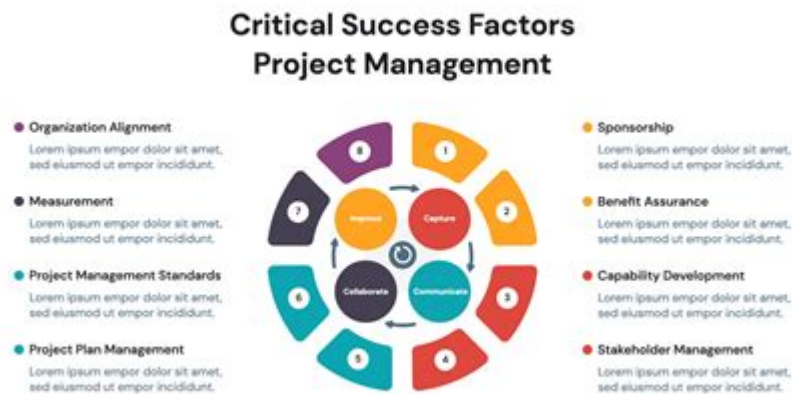 Critical Success Factors
Project Management
Organization Alignment
Lorem ipsum empor dolor sit amet,
sed eiusmod ut empor incididunt.
Measurement
Lorem ipsum empor dolor sit amet,
sed eiusmod ut empor incididunt.
Project Management Standards
Lorem ipsum empor dolor sit amet,
sed eiusmod ut empor incididunt.
Project Plan Management
Lorem ipsum empor dolor sit amet,
sed eiusmod ut empor incididunt.
8
1
7
2
Improve
Capture
6
3
Collaborate
Communicate
5
4
Sponsorship
Lorem ipsum empor dolor sit amet,
sed eiusmod ut empor incididunt.
Benefit Assurance
Lorem ipsum empor dolor sit amet,
sed eiusmod ut empor incididunt.
Capability Development
Lorem ipsum empor dolor sit amet,
sed eiusmod ut empor incididunt.
Stakeholder Management
Lorem ipsum empor dolor sit amet,
sed eiusmod ut empor incididunt.